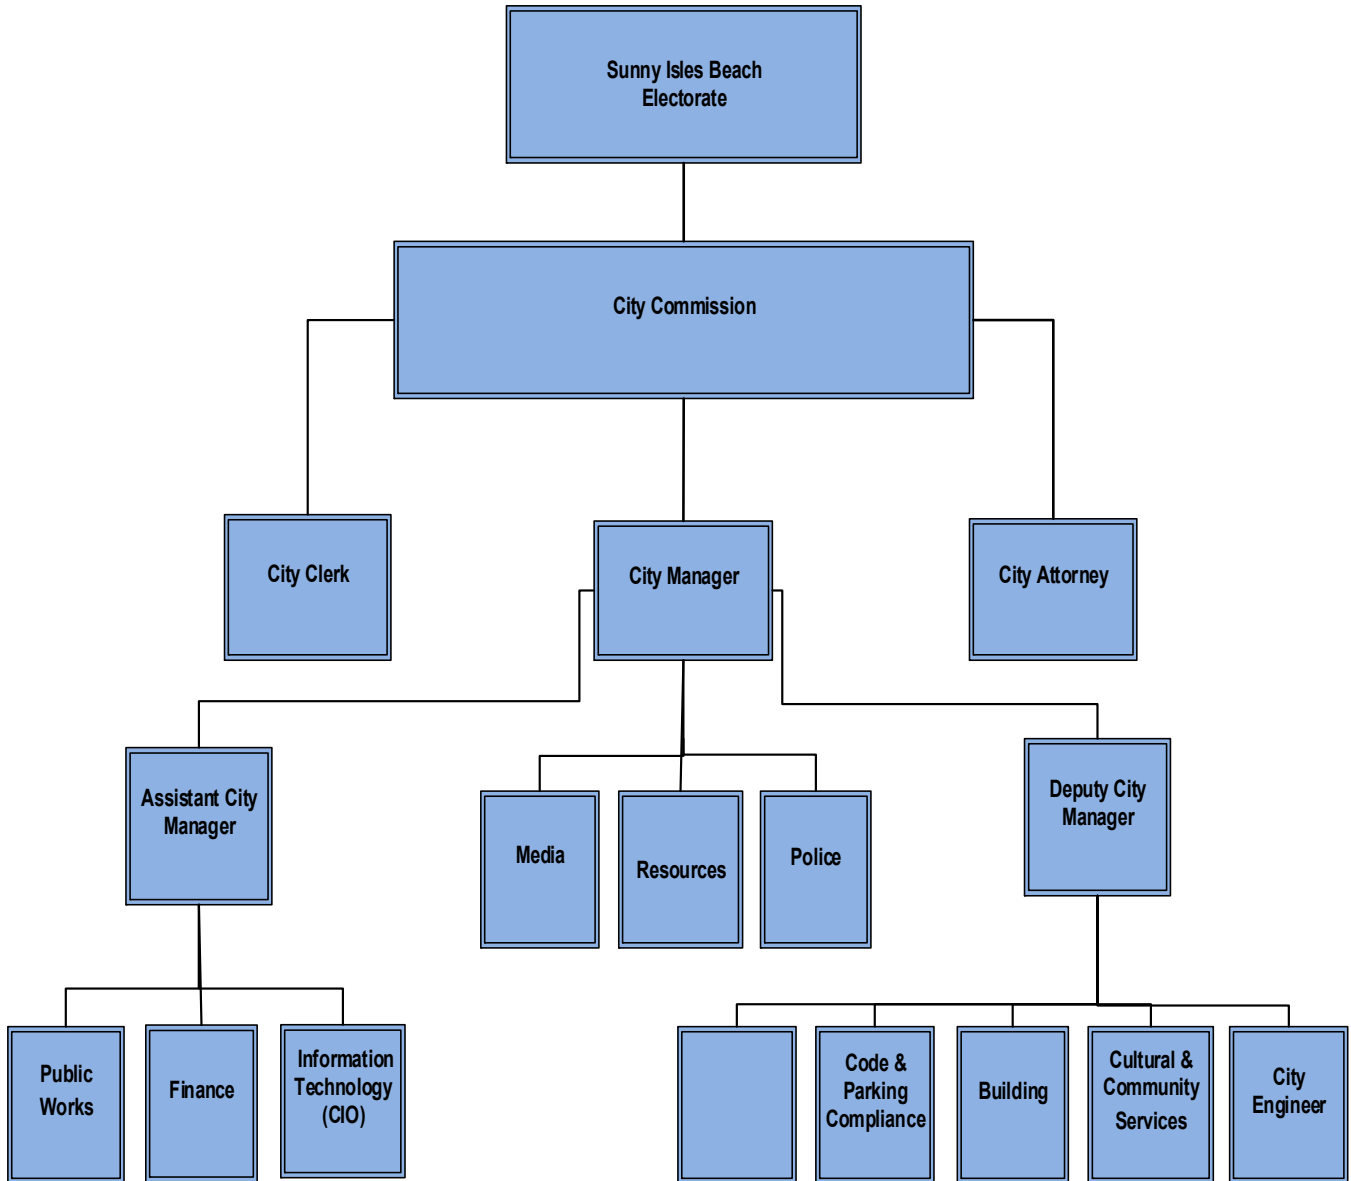 Sunny Isles Beach
Electorate
City Commission
City Clerk
City Manager
City Attorney
Assistant City
Manager
Media
Resources
Police
Deputy City
Manager
Public
Works
Finance
Information
Technology
(CIO)
Code &
Parking
Compliance
Building
Cultural &
Community
Services
City
Engineer